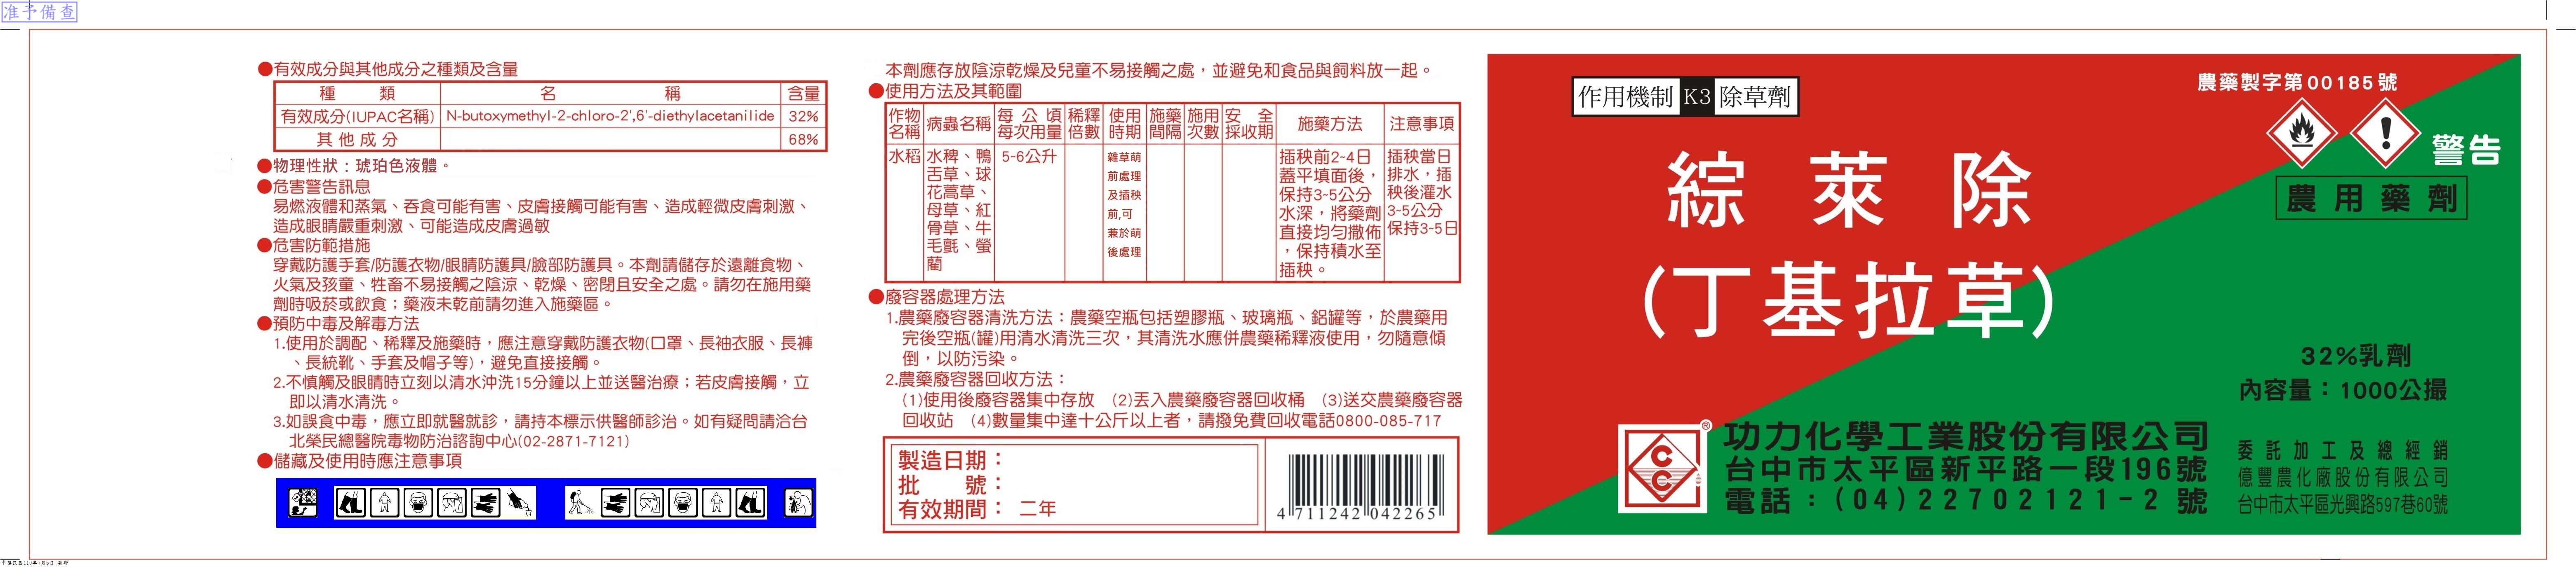 准予備查
●有效成分與其他成分之種類及含量
種 類 名 稱 含量
有效成分(IUPAC名稱) N-butoxymethyl-2-chloro-2',6'-diethylacetanilide 32%
其他成分 68%
●物理性狀：琥珀色液體。
●危害警告訊息
易燃液體和蒸氣、吞食可能有害、皮膚接觸可能有害、造成輕微皮膚刺激、
造成眼睛嚴重刺激、可能造成皮膚過敏
●危害防範措施
穿戴防護手套/防護衣物/眼睛防護具/臉部防護具。本劑請儲存於遠離食物、
火氣及孩童、牲畜不易接觸之陰涼、乾燥、密閉且安全之處。請勿在施用藥
劑時吸菸或飲食；藥液未乾前請勿進入施藥區。
●預防中毒及解毒方法
1.使用於調配、稀釋及施藥時，應注意穿戴防護衣物(口罩、長袖衣服、長褲
、長統靴、手套及帽子等)，避免直接接觸。
2.不慎觸及眼睛時立刻以清水沖洗15分鐘以上並送醫治療；若皮膚接觸，立
即以清水清洗。
3.如誤食中毒，應立即就醫就診，請持本標示供醫師診治。如有疑問請洽台
北榮民總醫院毒物防治諮詢中心(02-2871-7121)
●儲藏及使用時應注意事項
本劑應存放陰涼乾燥及兒童不易接觸之處，並避免和食品與飼料放一起。
●使用方法及其範圍
作物名稱 病蟲名稱 每公頃每次用量 稀釋倍數 使用時期 施藥間隔 施用次數 安全採收期 施藥方法 注意事項
水稻 水稗、鴨 5-6公升 雜草萌 插秧前2-4日 插秧當日
舌草、球 前處理 蓋平填面後， 排水，插
花蒿草、 及插秧 保持3-5公分 秧後灌水
母草、紅 前,可 水深，將藥劑 3-5公分
骨草、牛 兼於萌 直接均勻撒佈 保持3-5日
毛氈、螢 後處理 ，保持積水至
藺 插秧。
●廢容器處理方法
1.農藥廢容器清洗方法：農藥空瓶包括塑膠瓶、玻璃瓶、鋁罐等，於農藥用
完後空瓶(罐)用清水清洗三次，其清洗水應併農藥稀釋液使用，勿隨意傾
倒，以防污染。
2.農藥廢容器回收方法：
(1)使用後廢容器集中存放 (2)丟入農藥廢容器回收桶 (3)送交農藥廢容器
回收站 (4)數量集中達十公斤以上者，請撥免費回收電話0800-085-717
製造日期：
批 號：
有效期間： 二年
4 711242 042265
作用機制 K3 除草劑
農藥製字第00185號
警告
農用藥劑
綜萊除
(丁基拉草)
32%乳劑
內容量：1000公撮
®
CC
功力化學工業股份有限公司
台中市太平區新平路一段196號
電話：(04)22702121-2 號
委託加工及總經銷
億豐農化廠股份有限公司
台中市太平區光興路597巷60號